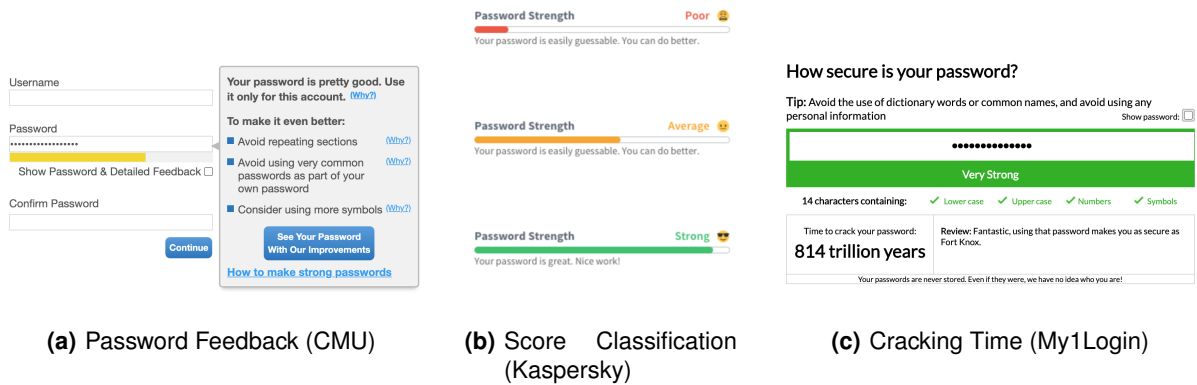 Username
Password
••••••••••••••••••
Show Password & Detailed Feedback
Confirm Password
Continue
Your password is pretty good. Use
it only for this account. (Why?)
To make it even better:
Avoid repeating sections (Why?)
Avoid using very common (Why?)
passwords as part of your
own password
Consider using more symbols (Why?)
See Your Password
With Our Improvements
How to make strong passwords
(a) Password Feedback (CMU)
Password Strength Poor 😩
Your password is easily guessable. You can do better.
Password Strength Average 😐
Your password is easily guessable. You can do better.
Password Strength Strong 😎
Your password is great. Nice work!
(b) Score Classification
(Kaspersky)
How secure is your password?
Tip: Avoid the use of dictionary words or common names, and avoid using any
personal information
Show password:
••••••••••••••
Very Strong
14 characters containing: Lower case Upper case Numbers Symbols
Time to crack your password:
814 trillion years
Review: Fantastic, using that password makes you as secure as
Fort Knox.
Your passwords are never stored. Even if they were, we have no idea who you are!
(c) Cracking Time (My1Login)